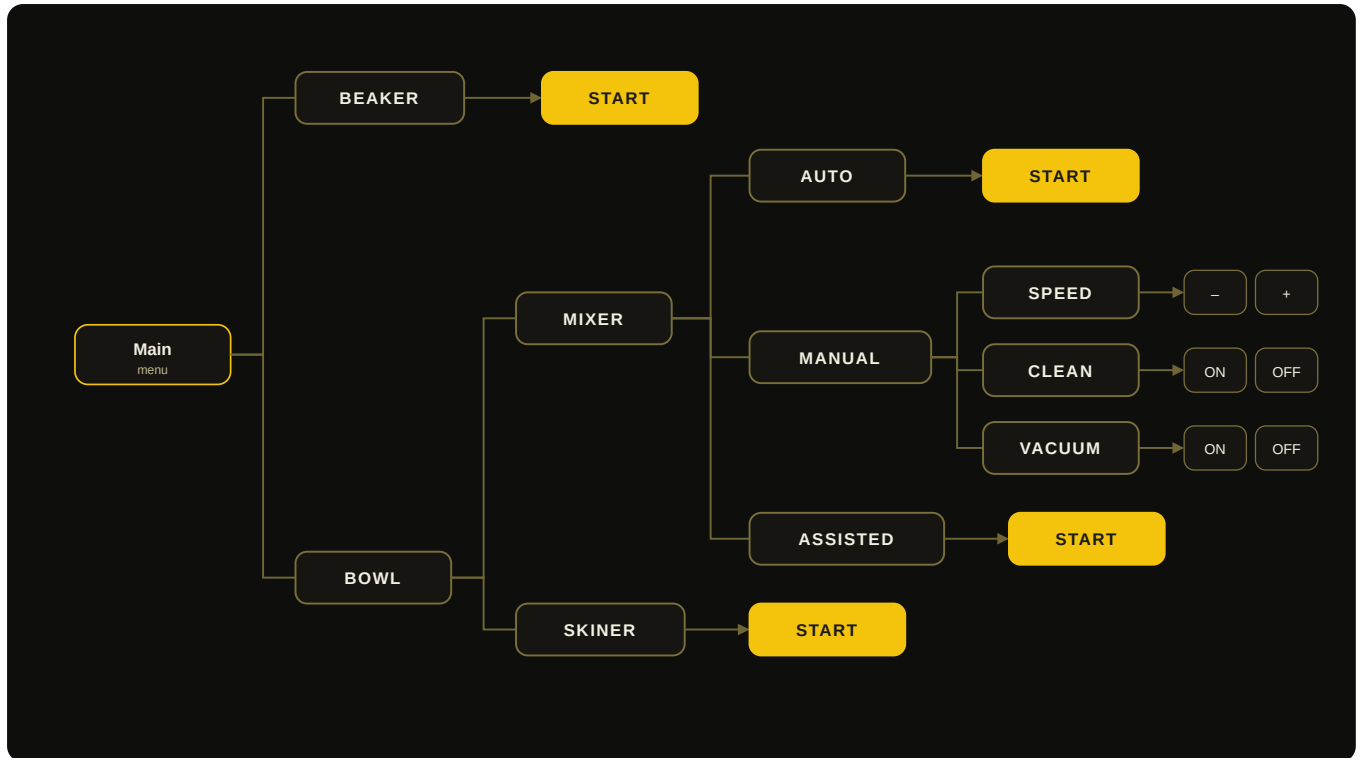 BEAKER
START
AUTO
START
SPEED
–
+
MIXER
Main
menu
MANUAL
CLEAN
ON
OFF
VACUUM
ON
OFF
ASSISTED
START
BOWL
SKINER
START